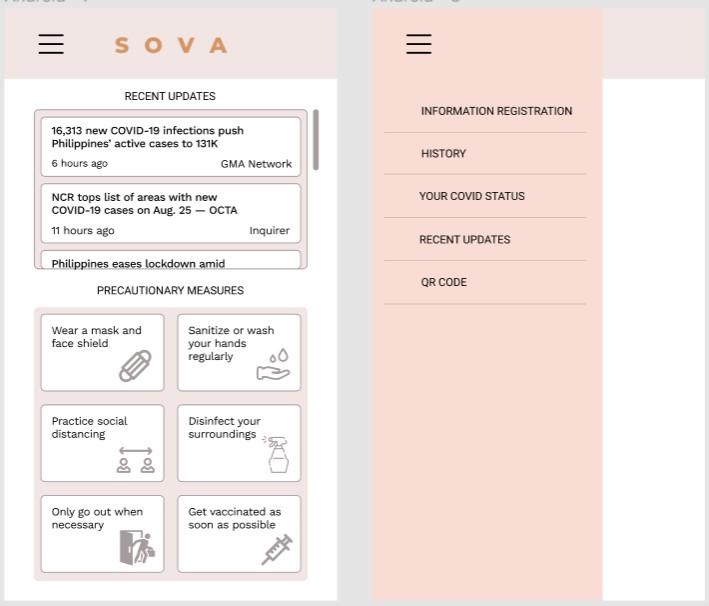 SOVA
RECENT UPDATES
16,313 new COVID-19 infections push
Philippines' active cases to 131K
6 hours ago
GMA Network
NCR tops list of areas with new
COVID-19 cases on Aug. 25 — OCTA
11 hours ago
Inquirer
Philippines eases lockdown amid
PRECAUTIONARY MEASURES
Wear a mask and
face shield
Sanitize or wash
your hands
regularly
Practice social
distancing
Disinfect your
surroundings
Only go out when
necessary
Get vaccinated as
soon as possible
INFORMATION REGISTRATION
HISTORY
YOUR COVID STATUS
RECENT UPDATES
QR CODE